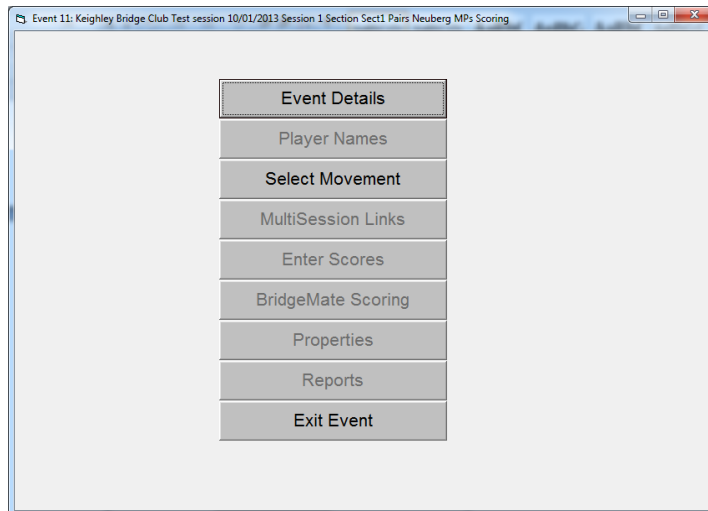 Event 11: Keighley Bridge Club Test session 10/01/2013 Session 1 Section Sect1 Pairs Neuberg MPs Scoring
Event Details
Player Names
Select Movement
MultiSession Links
Enter Scores
BridgeMate Scoring
Properties
Reports
Exit Event